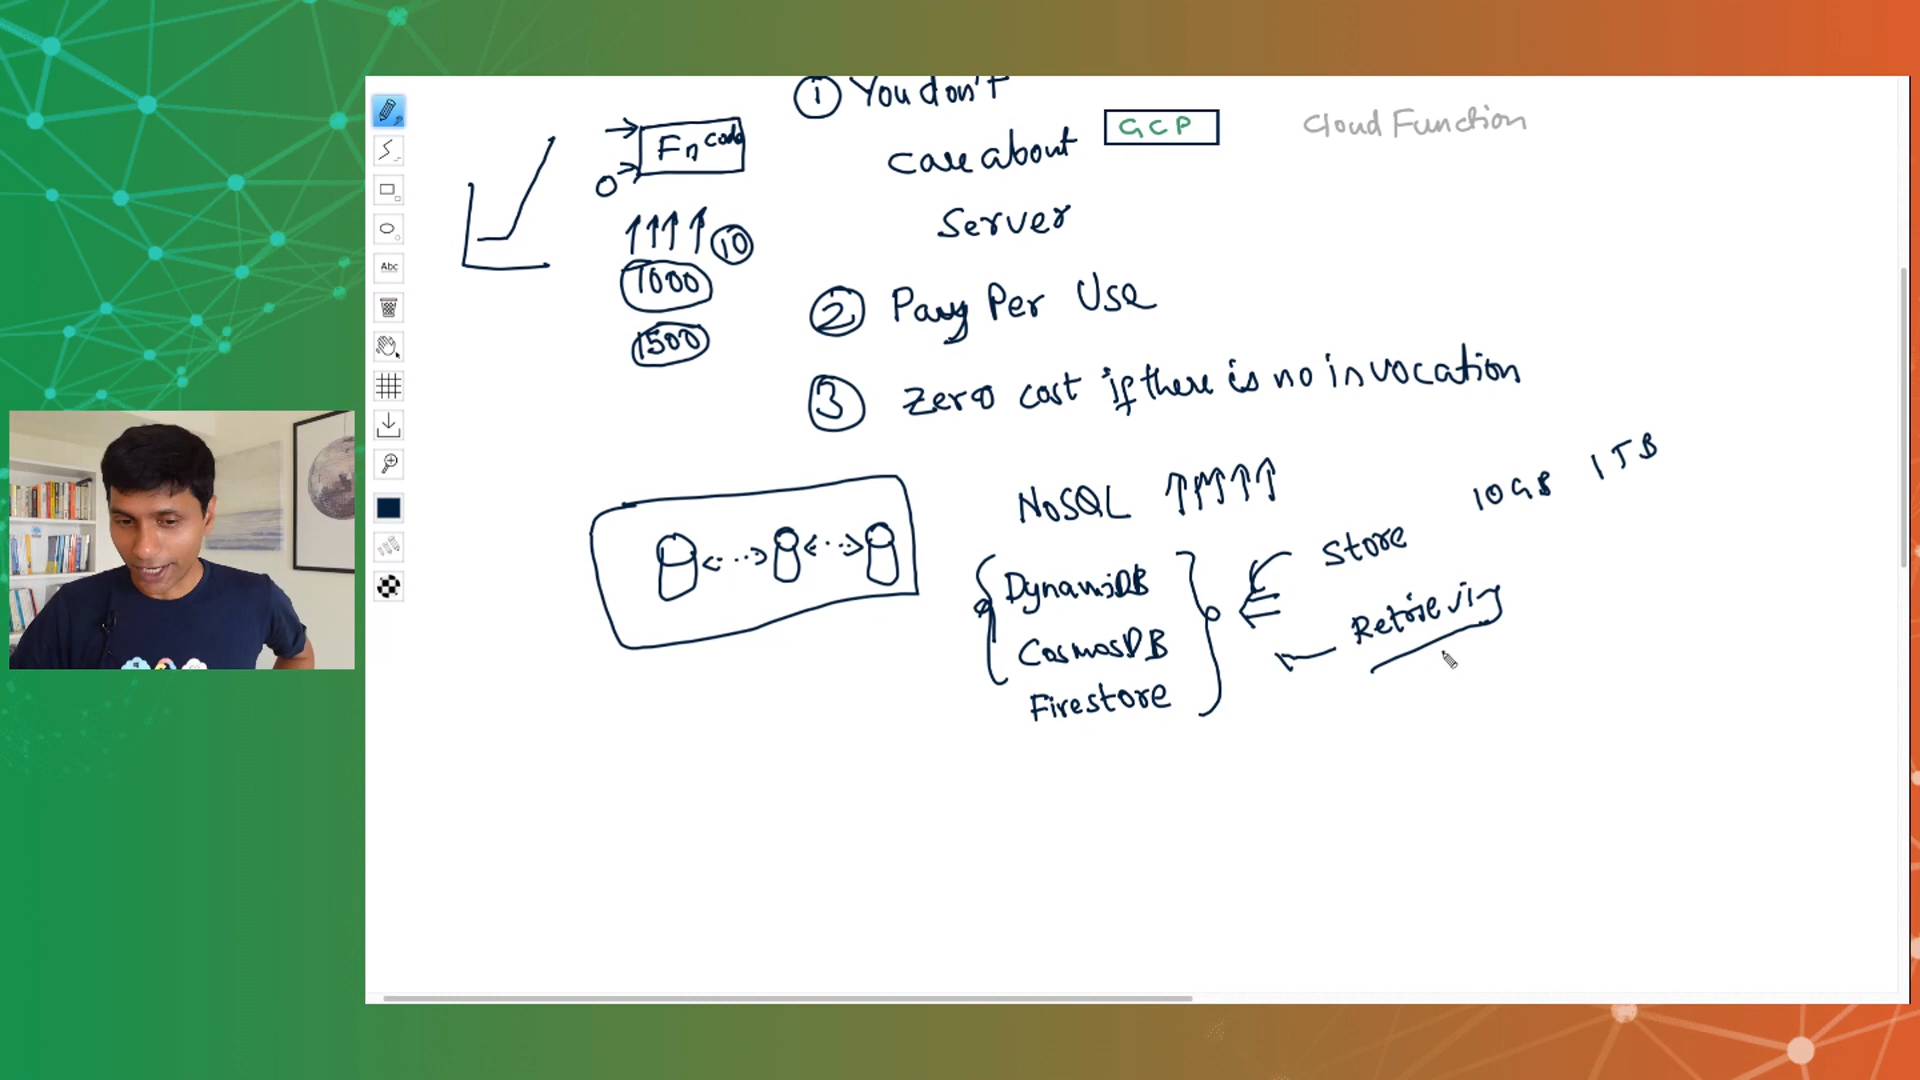 ① You don't
care about
Server
GCP
Cloud Function
Fn code
10
1000
1500
② Pay Per Use
③ Zero cost if there is no invocation
NoSQL
10GB 1TB
Store
DynamoDB
CosmosDB
Firestore
Retrieving
Abc